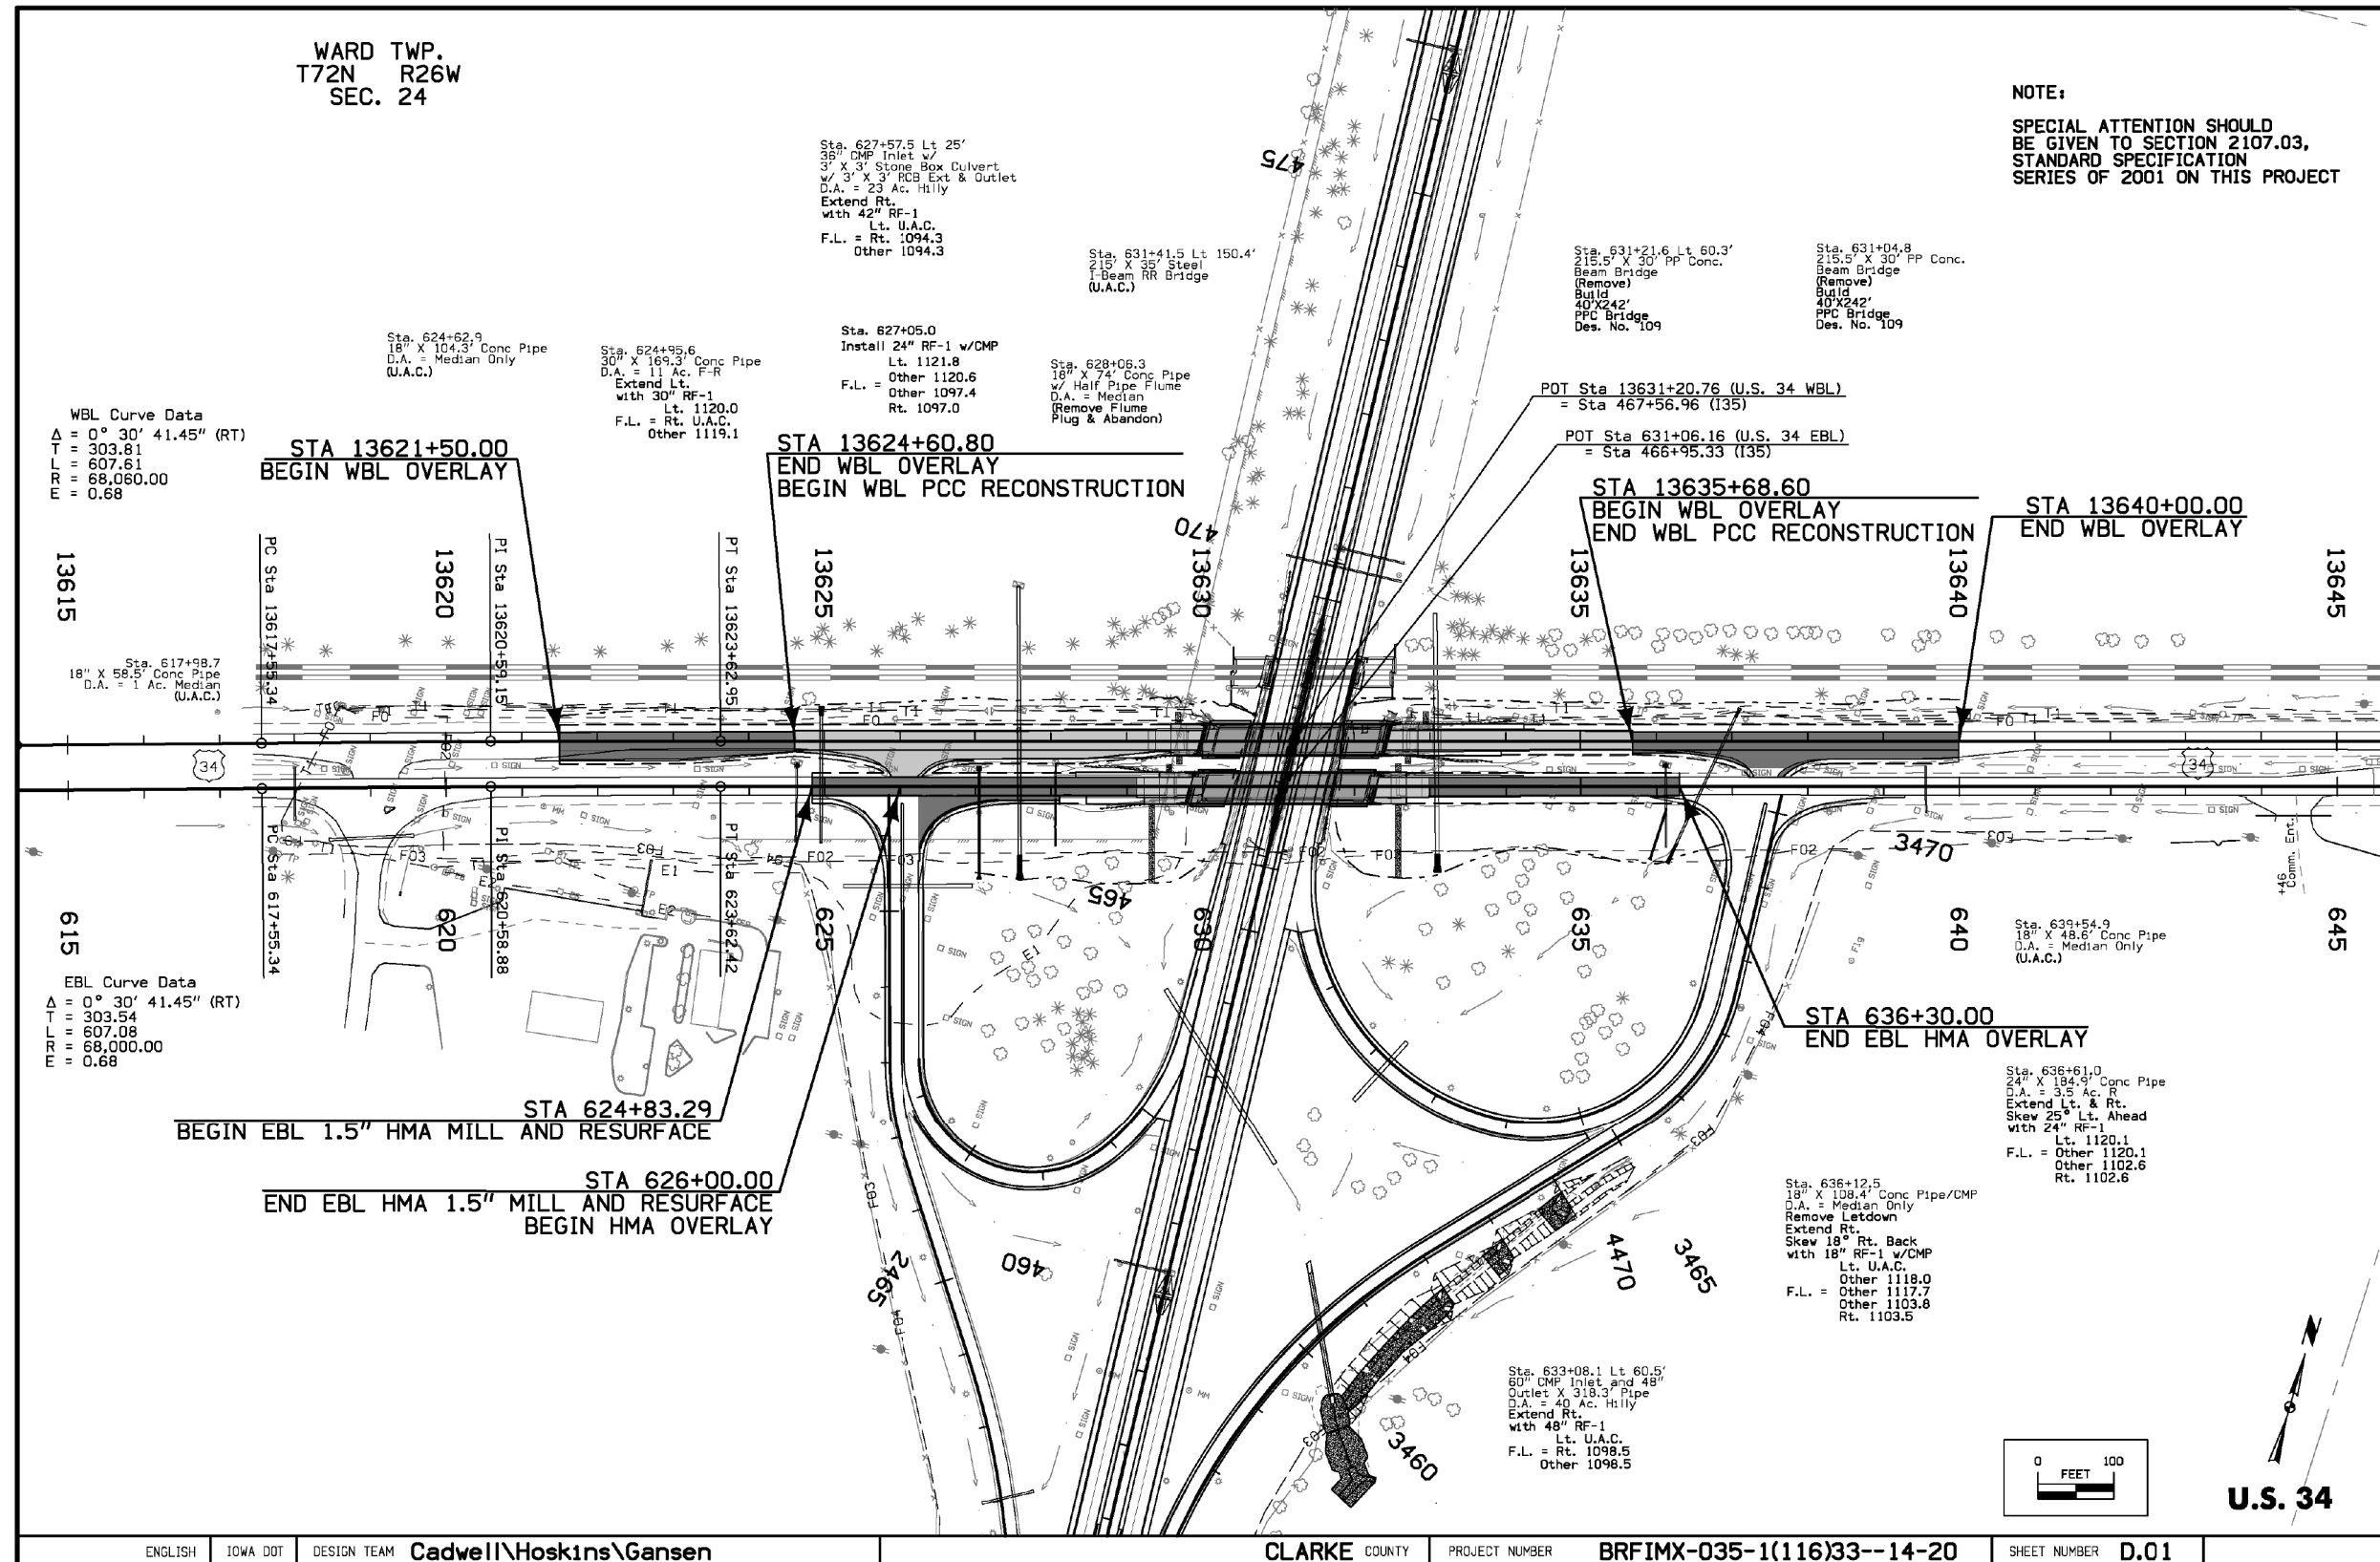 WARD TWP.
T72N R26W
SEC. 24
NOTE:
SPECIAL ATTENTION SHOULD
BE GIVEN TO SECTION 2107.03,
STANDARD SPECIFICATION
SERIES OF 2001 ON THIS PROJECT
Sta. 627+57.5 Lt 25'
36" CMP Inlet w/
3' X 3' Stone Box Culvert
w/ 3' X 3' RCB Ext & Outlet
D.A. = 23 Ac. Hilly
Extend Rt.
with 42" RF-1
Lt. U.A.C.
F.L. = Rt. 1094.3
Other 1094.3
475
Sta. 631+41.5 Lt 150.4'
215' X 35' Steel
I-Beam RR Bridge
(U.A.C.)
Sta. 631+21.6 Lt 60.3'
215.5' X 30' PP Conc.
Beam Bridge
(Remove)
Build
40'X242'
PPC Bridge
Des. No. 109
Sta. 631+04.8
215.5' X 30' PP Conc.
Beam Bridge
(Remove)
Build
40'X242'
PPC Bridge
Des. No. 109
Sta. 624+62.9
18" X 104.3' Conc Pipe
D.A. = Median Only
(U.A.C.)
Sta. 624+95.6
30" X 169.3' Conc Pipe
D.A. = 11 Ac. F-R
Extend Lt.
with 30" RF-1
Lt. 1120.0
F.L. = Rt. U.A.C.
Other 1119.1
Sta. 627+05.0
Install 24" RF-1 w/CMP
Lt. 1121.8
Other 1120.6
F.L. = Other 1097.4
Rt. 1097.0
Sta. 628+06.3
18" X 74' Conc Pipe
w/ Half Pipe Flume
D.A. = Median
(Remove Flume
Plug & Abandon)
POT Sta 13631+20.76 (U.S. 34 WBL)
= Sta 467+56.96 (I35)
POT Sta 631+06.16 (U.S. 34 EBL)
= Sta 466+95.33 (I35)
WBL Curve Data
Δ = 0° 30' 41.45" (RT)
T = 303.81
L = 607.61
R = 68,060.00
E = 0.68
STA 13621+50.00
BEGIN WBL OVERLAY
STA 13624+60.80
END WBL OVERLAY
BEGIN WBL PCC RECONSTRUCTION
STA 13635+68.60
BEGIN WBL OVERLAY
END WBL PCC RECONSTRUCTION
STA 13640+00.00
END WBL OVERLAY
470
13615
PC Sta 13617+55.34
13620
PI Sta 13620+59.15
PT Sta 13623+62.95
13625
13630
13635
13640
13645
Sta. 617+98.7
18" X 58.5' Conc Pipe
D.A. = 1 Ac. Median
(U.A.C.)
34
34
615
PC Sta 617+55.34
620
PI Sta 620+58.88
PT Sta 623+62.42
625
465
630
635
3470
640
+46
Comm. Ent.
645
Sta. 639+54.9
18" X 48.6' Conc Pipe
D.A. = Median Only
(U.A.C.)
EBL Curve Data
Δ = 0° 30' 41.45" (RT)
T = 303.54
L = 607.08
R = 68,000.00
E = 0.68
STA 636+30.00
END EBL HMA OVERLAY
STA 624+83.29
BEGIN EBL 1.5" HMA MILL AND RESURFACE
STA 626+00.00
END EBL HMA 1.5" MILL AND RESURFACE
BEGIN HMA OVERLAY
Sta. 636+61.0
24" X 184.9' Conc Pipe
D.A. = 3.5 Ac. R
Extend Lt. & Rt.
Skew 25° Lt. Ahead
with 24" RF-1
Lt. 1120.1
F.L. = Other 1120.1
Other 1102.6
Rt. 1102.6
Sta. 636+12.5
18" X 108.4' Conc Pipe/CMP
D.A. = Median Only
Remove Letdown
Extend Rt.
Skew 18° Rt. Back
with 18" RF-1 w/CMP
Lt. U.A.C.
Other 1118.0
F.L. = Other 1117.7
Other 1103.8
Rt. 1103.5
2465
460
4470
3465
3460
Sta. 633+08.1 Lt 60.5'
60" CMP Inlet and 48"
Outlet X 318.3' Pipe
D.A. = 40 Ac. Hilly
Extend Rt.
with 48" RF-1
Lt. U.A.C.
F.L. = Rt. 1098.5
Other 1098.5
0 100
FEET
U.S. 34
ENGLISH IOWA DOT DESIGN TEAM Cadwell\Hoskins\Gansen CLARKE COUNTY PROJECT NUMBER BRFIMX-035-1(116)33--14-20 SHEET NUMBER D.01